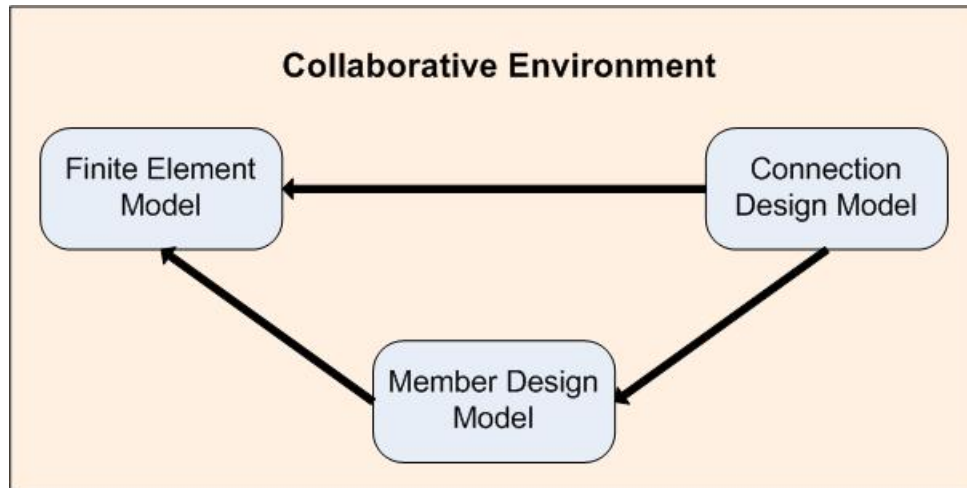 Collaborative Environment
Finite Element
Model
Connection
Design Model
Member Design
Model